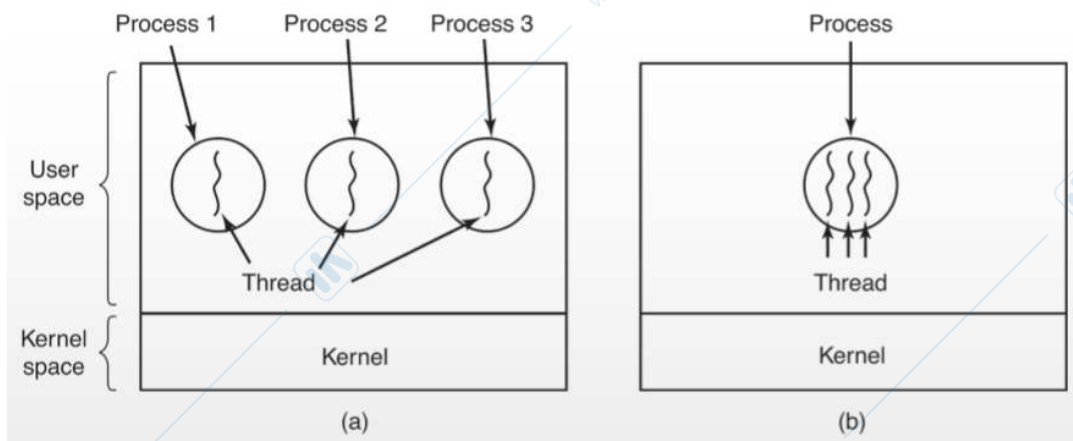 Process 1 Process 2 Process 3
Process
User
space
Thread
Thread
Kernel
space
Kernel
Kernel
(a)
(b)